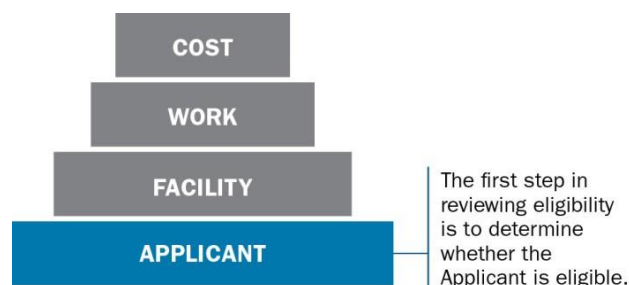 COST
WORK
FACILITY
APPLICANT
The first step in
reviewing eligibility
is to determine
whether the
Applicant is eligible.